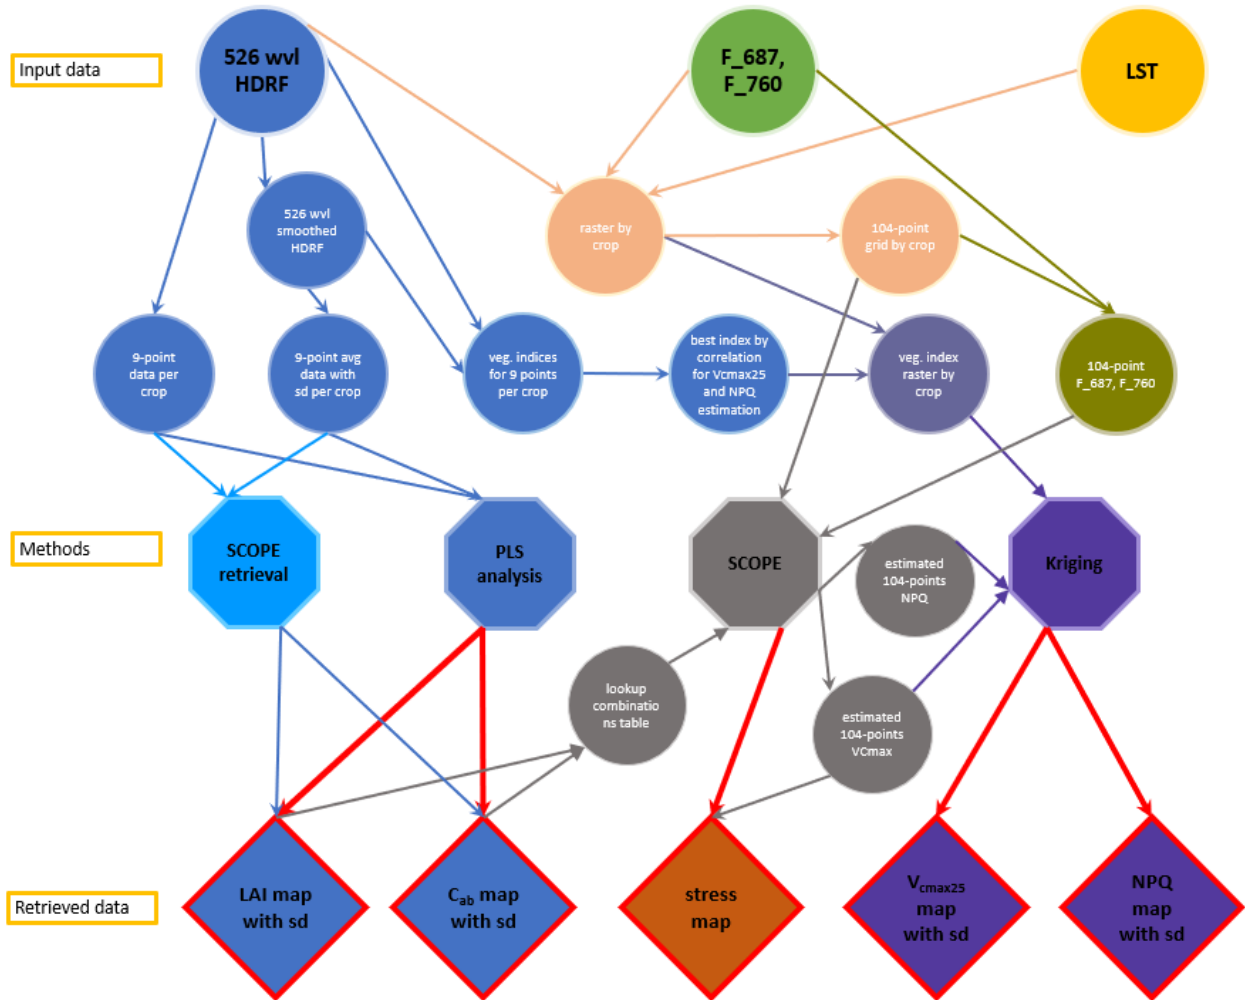 Input data
526 wvl
HDRF
F_687,
F_760
LST
526 wvl
smoothed
HDRF
raster by
crop
104-point
grid by crop
9-point
data per
crop
9-point avg
data with
sd per crop
veg. indices
for 9 points
per crop
best index by
correlation
for Vcmax25
and NPQ
estimation
veg. index
raster by
crop
104-point
F_687, F_760
Methods
SCOPE
retrieval
PLS
analysis
SCOPE
estimated
104-points
NPQ
Kriging
lookup
combinatio
ns table
estimated
104-points
VCmax
Retrieved data
LAI map
with sd
Cab map
with sd
stress
map
Vcmax25
map
with sd
NPQ
map
with sd